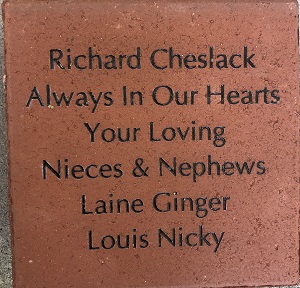 Richard Cheslack
Always In Our Hearts
Your Loving
Nieces & Nephews
Laine Ginger
Louis Nicky